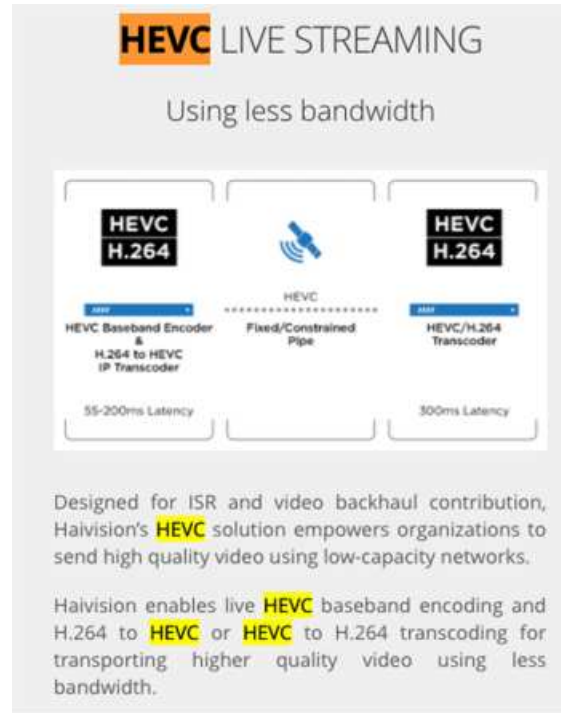 HEVC LIVE STREAMING
Using less bandwidth
HEVC
H.264
HEVC Baseband Encoder
&
H.264 to HEVC
IP Transcoder
55-200ms Latency
HEVC
Fixed/Constrained
Pipe
HEVC
H.264
HEVC/H.264
Transcoder
300ms Latency
Designed for ISR and video backhaul contribution,
Haivision's HEVC solution empowers organizations to
send high quality video using low-capacity networks.
Haivision enables live HEVC baseband encoding and
H.264 to HEVC or HEVC to H.264 transcoding for
transporting higher quality video using less
bandwidth.